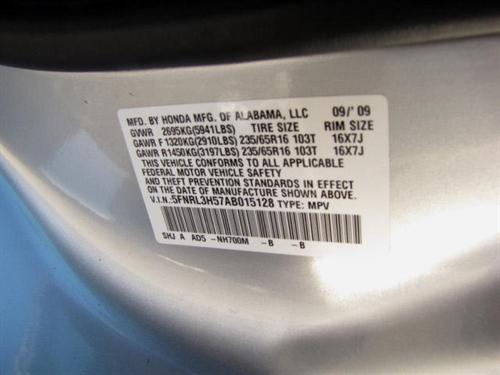 MFD. BY HONDA MFG. OF ALABAMA, LLC 09/'09
GVWR 2695KG(5941LBS) TIRE SIZE RIM SIZE
GAWR F1320KG(2910LBS)235/65R16 103T 16X7J
GAWR R1450KG(3197LBS)235/65R16 103T 16X7J
THIS VEHICLE CONFORMS TO ALL APPLICABLE
FEDERAL MOTOR VEHICLE SAFETY
AND THEFT PREVENTION STANDARDS IN EFFECT
ON THE DATE OF MANUFACTURE SHOWN ABOVE.
V.I.N:5FNRL3H57AB015128 TYPE: MPV
SHJ A AD5 -NH700M -B -B